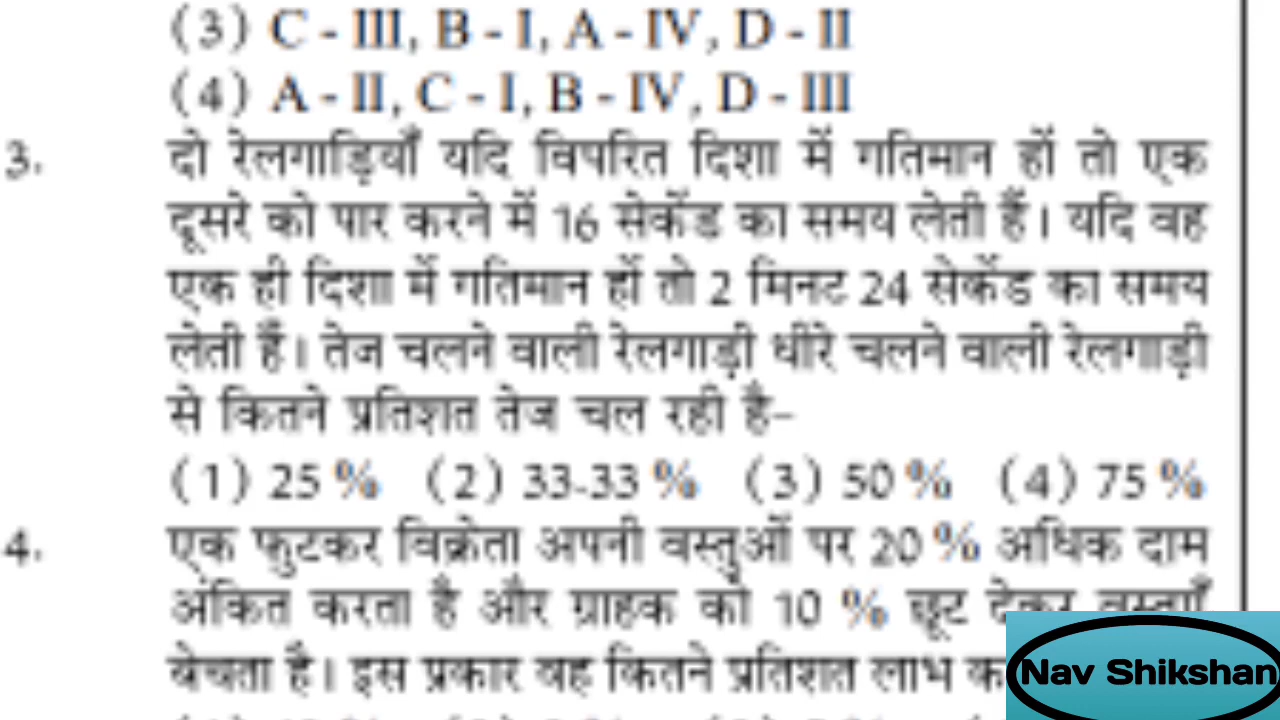 (3) C - III, B - I, A - IV, D - II
(4) A - II, C - I, B - IV, D - III
3. दो रेलगाड़ियाँ यदि विपरित दिशा में गतिमान हों तो एक
दूसरे को पार करने में 16 सेकेंड का समय लेती हैं। यदि वह
एक ही दिशा में गतिमान हों तो 2 मिनट 24 सेकेंड का समय
लेती हैं। तेज चलने वाली रेलगाड़ी धीरे चलने वाली रेलगाड़ी
से कितने प्रतिशत तेज चल रही है-
(1) 25 % (2) 33-33 % (3) 50 % (4) 75 %
4. एक फुटकर विक्रेता अपनी वस्तुओं पर 20 % अधिक दाम
अंकित करता है और ग्राहक को 10 % छूट देकर वस्तुएँ
बेचता है। इस प्रकार वह कितने प्रतिशत लाभ
Nav Shikshan